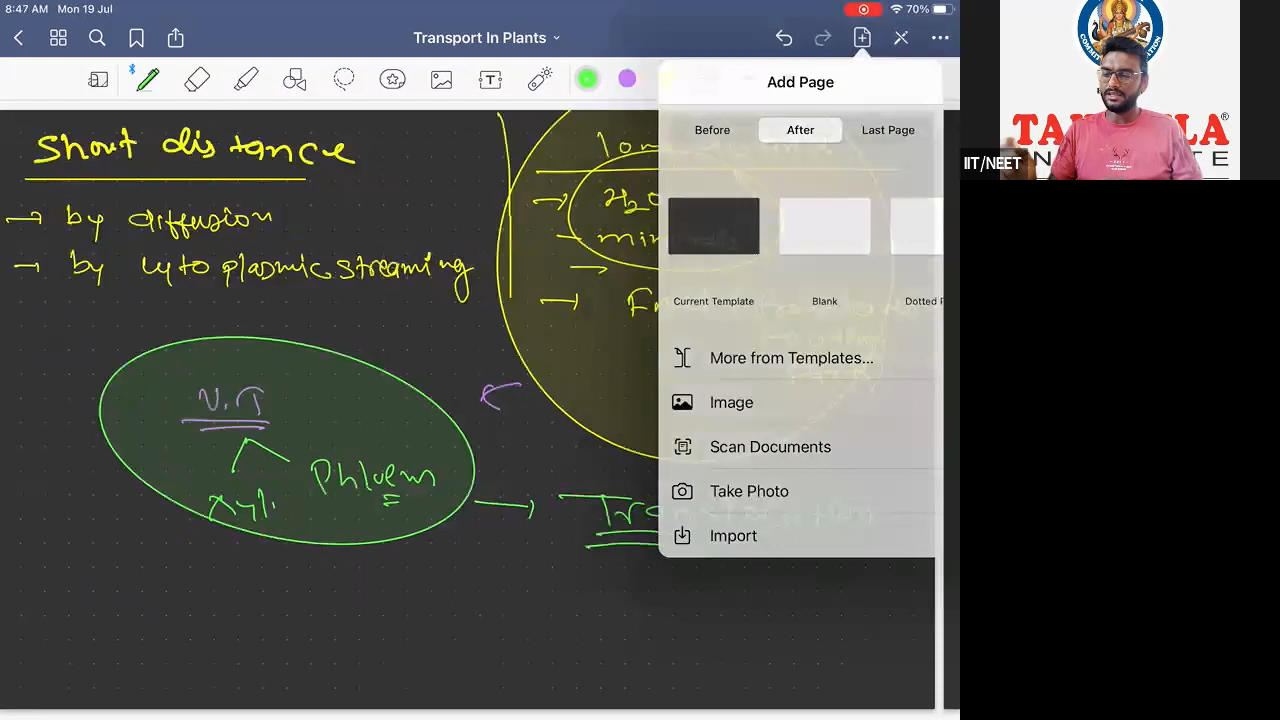 8:47 AM Mon 19 Jul
70%
Transport In Plants
Add Page
Before
After
Last Page
Current Template
Blank
Dotted
More from Templates...
Image
Scan Documents
Take Photo
Import
Short distance
→ by diffusion
→ by cytoplasmic streaming
→ H₂O
V.T
Xyl.
Phloem
IIT/NEET